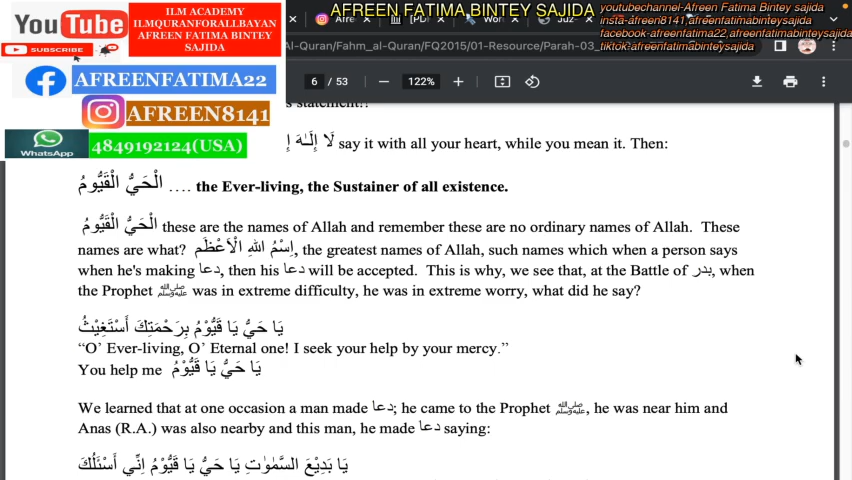 AFREEN FATIMA BINTEY SAJIDA
youtubechannel-Afreen Fatima Bintey sajida
insta-afreen8141,afreenfatimabinteysajida
facebook-afreenfatima22,afreenfatimabinteysajida
tiktok-afreenfatimabinteysajida
YouTube
SUBSCRIBE
ILM ACADEMY
ILMQURANFORALLBAYAN
AFREEN FATIMA BINTEY
SAJIDA
AFREENFATIMA22
AFREEN8141
WhatsApp
4849192124(USA)
Al-Quran/Fahm_al-Quran/FQ2015/01-Resource/Parah-03_
6 / 53
122%
s statement!!
لَا إِلَـٰهَ إِ say it with all your heart, while you mean it. Then:
الْحَيُّ الْقَيُّومُ …. the Ever-living, the Sustainer of all existence.
الْحَيُّ الْقَيُّومُ these are the names of Allah and remember these are no ordinary names of Allah. These
names are what? اِسْمُ اللهِ الْاَعْظَم, the greatest names of Allah, such names which when a person says
when he's making دعا, then his دعا will be accepted. This is why, we see that, at the Battle of بدر, when
the Prophet ﷺ was in extreme difficulty, he was in extreme worry, what did he say?
يَا حَيُّ يَا قَيُّوْمُ بِرَحْمَتِكَ أَسْتَغِيْثُ
“O’ Ever-living, O’ Eternal one! I seek your help by your mercy.”
You help me يَا حَيُّ يَا قَيُّوْمُ
We learned that at one occasion a man made دعا; he came to the Prophet ﷺ, he was near him and
Anas (R.A.) was also nearby and this man, he made دعا saying:
يَا بَدِيْعَ السَّمٰوٰتِ يَا حَيُّ يَا قَيُّوْمُ اِنِّي أَسْئَلُكَ